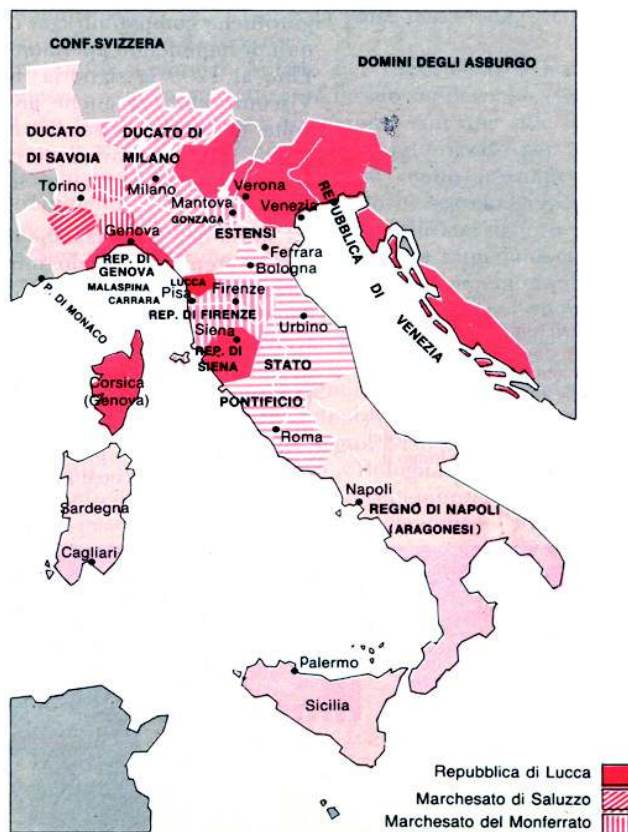 CONF. SVIZZERA
DOMINI DEGLI ASBURGO
DUCATO
DI SAVOIA
DUCATO DI
MILANO
Torino
Milano
Mantova
GONZAGA
Verona
Venezia
REPUBBLICA
DI
VENEZIA
ESTENSI
Ferrara
Bologna
Genova
REP. DI
GENOVA
MALASPINA
CARRARA
P. DI MONACO
LUCCA
Pisa
Firenze
REP. DI FIRENZE
Siena
REP. DI
SIENA
Urbino
STATO
PONTIFICIO
Roma
Corsica
(Genova)
Sardegna
Cagliari
Napoli
REGNO DI NAPOLI
(ARAGONESI)
Palermo
Sicilia
Repubblica di Lucca
Marchesato di Saluzzo
Marchesato del Monferrato